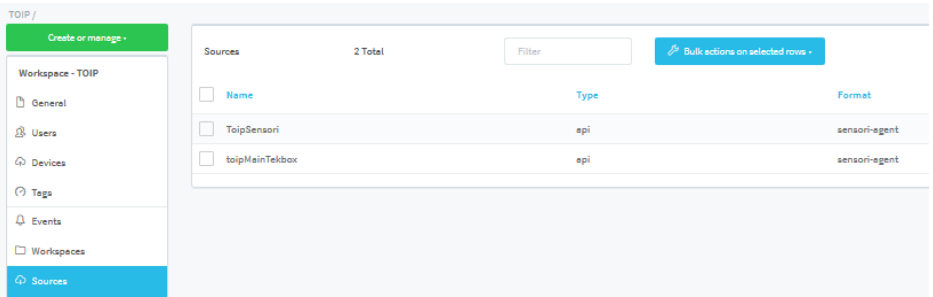 TOIP /
Create or manage
Workspace - TOIP
General
Users
Devices
Tags
Events
Workspaces
Sources
Sources 2 Total Filter Bulk actions on selected rows
Name Type Format
ToipSensori api sensori-agent
toipMainTekbox api sensori-agent